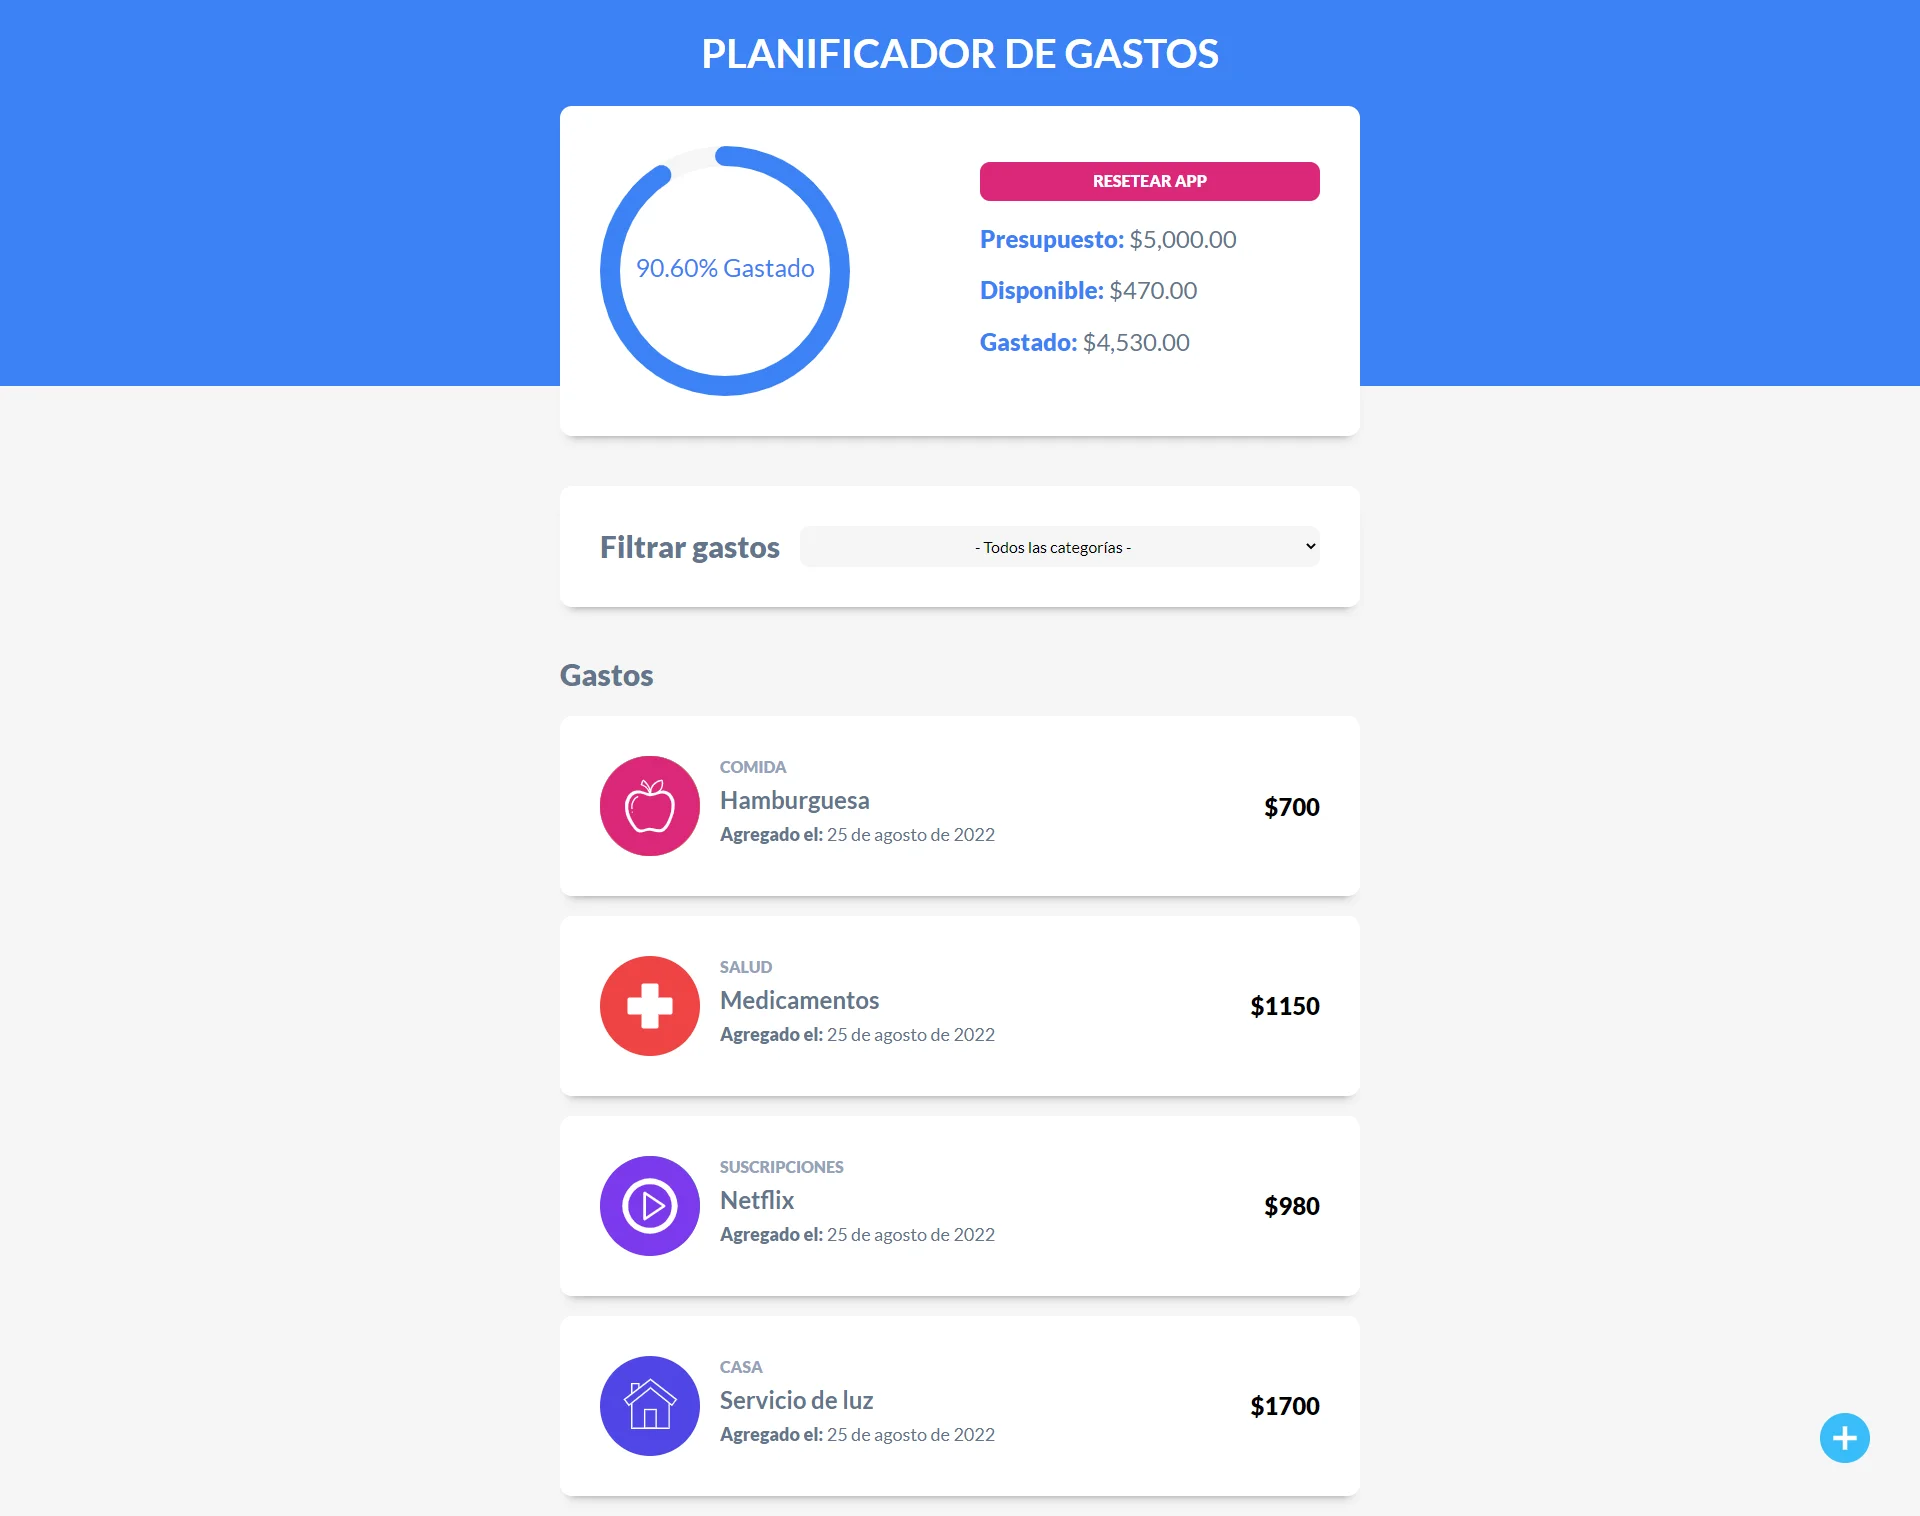 PLANIFICADOR DE GASTOS
90.60% Gastado
RESETEAR APP
Presupuesto: $5,000.00
Disponible: $470.00
Gastado: $4,530.00
Filtrar gastos
- Todos las categorías -
Gastos
COMIDA
Hamburguesa
Agregado el: 25 de agosto de 2022
$700
SALUD
Medicamentos
Agregado el: 25 de agosto de 2022
$1150
SUSCRIPCIONES
Netflix
Agregado el: 25 de agosto de 2022
$980
CASA
Servicio de luz
Agregado el: 25 de agosto de 2022
$1700